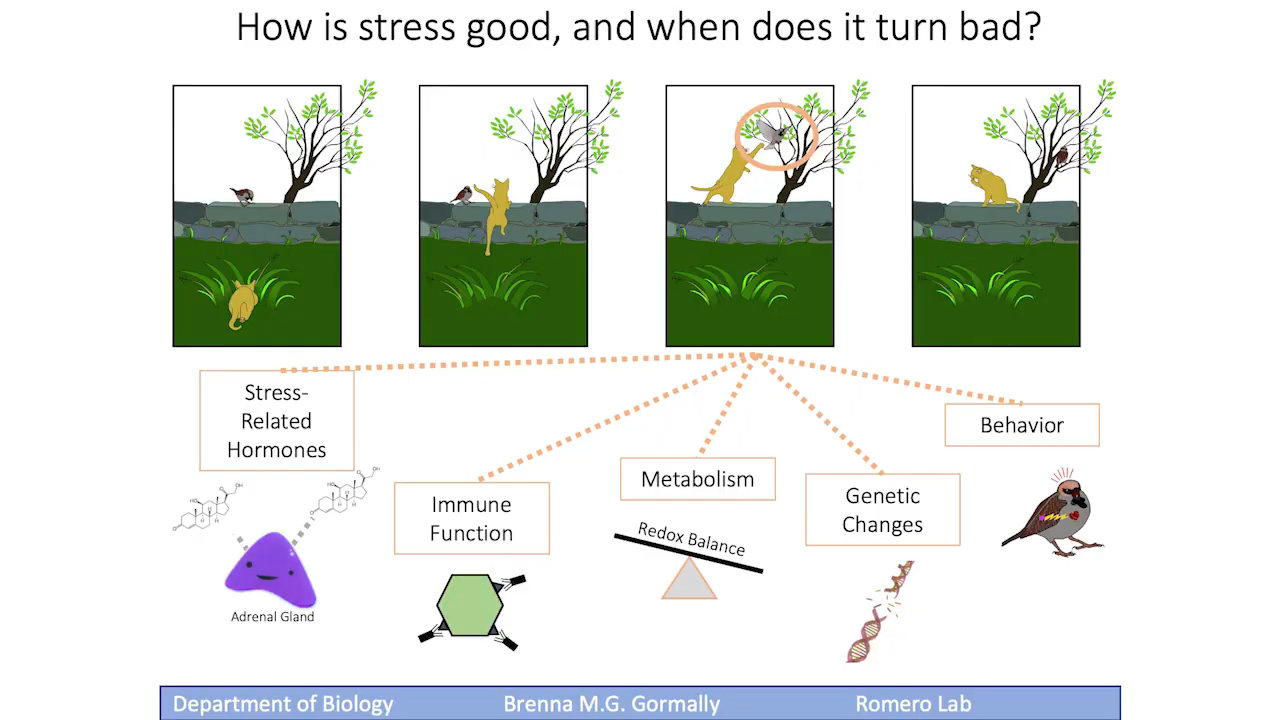 How is stress good, and when does it turn bad?
Stress-
Related
Hormones
Immune
Function
Metabolism
Genetic
Changes
Behavior
Redox Balance
Adrenal Gland
Department of Biology
Brenna M.G. Gormally
Romero Lab